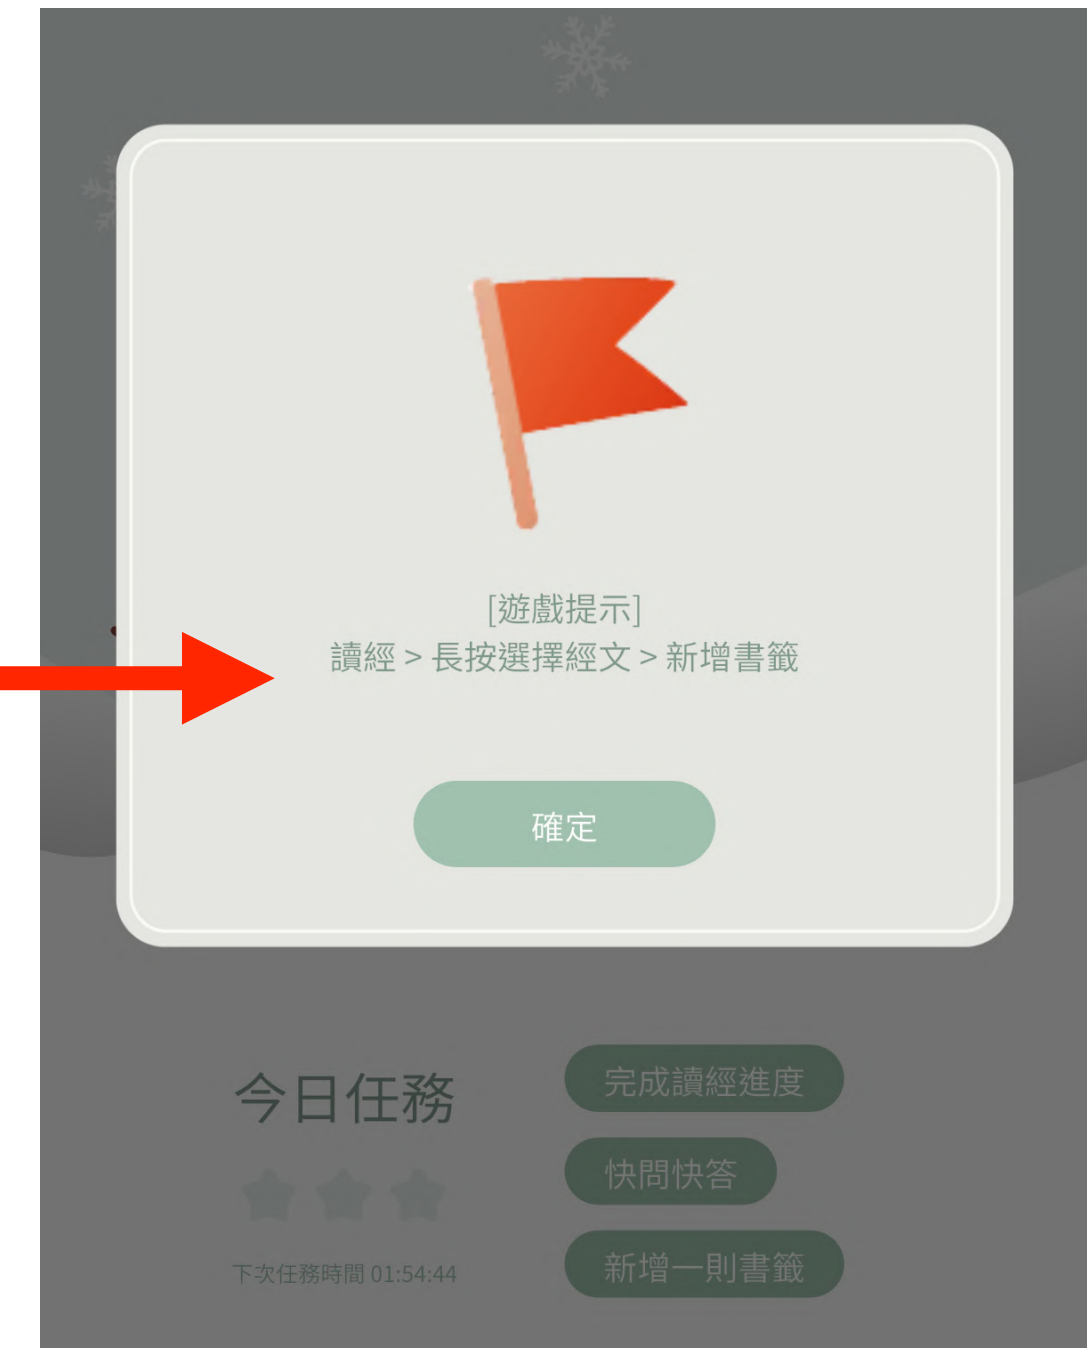 [遊戲提示]
讀經 > 長按選擇經文 > 新增書籤
確定
今日任務
下次任務時間 01:54:44
完成讀經進度
快問快答
新增一則書籤